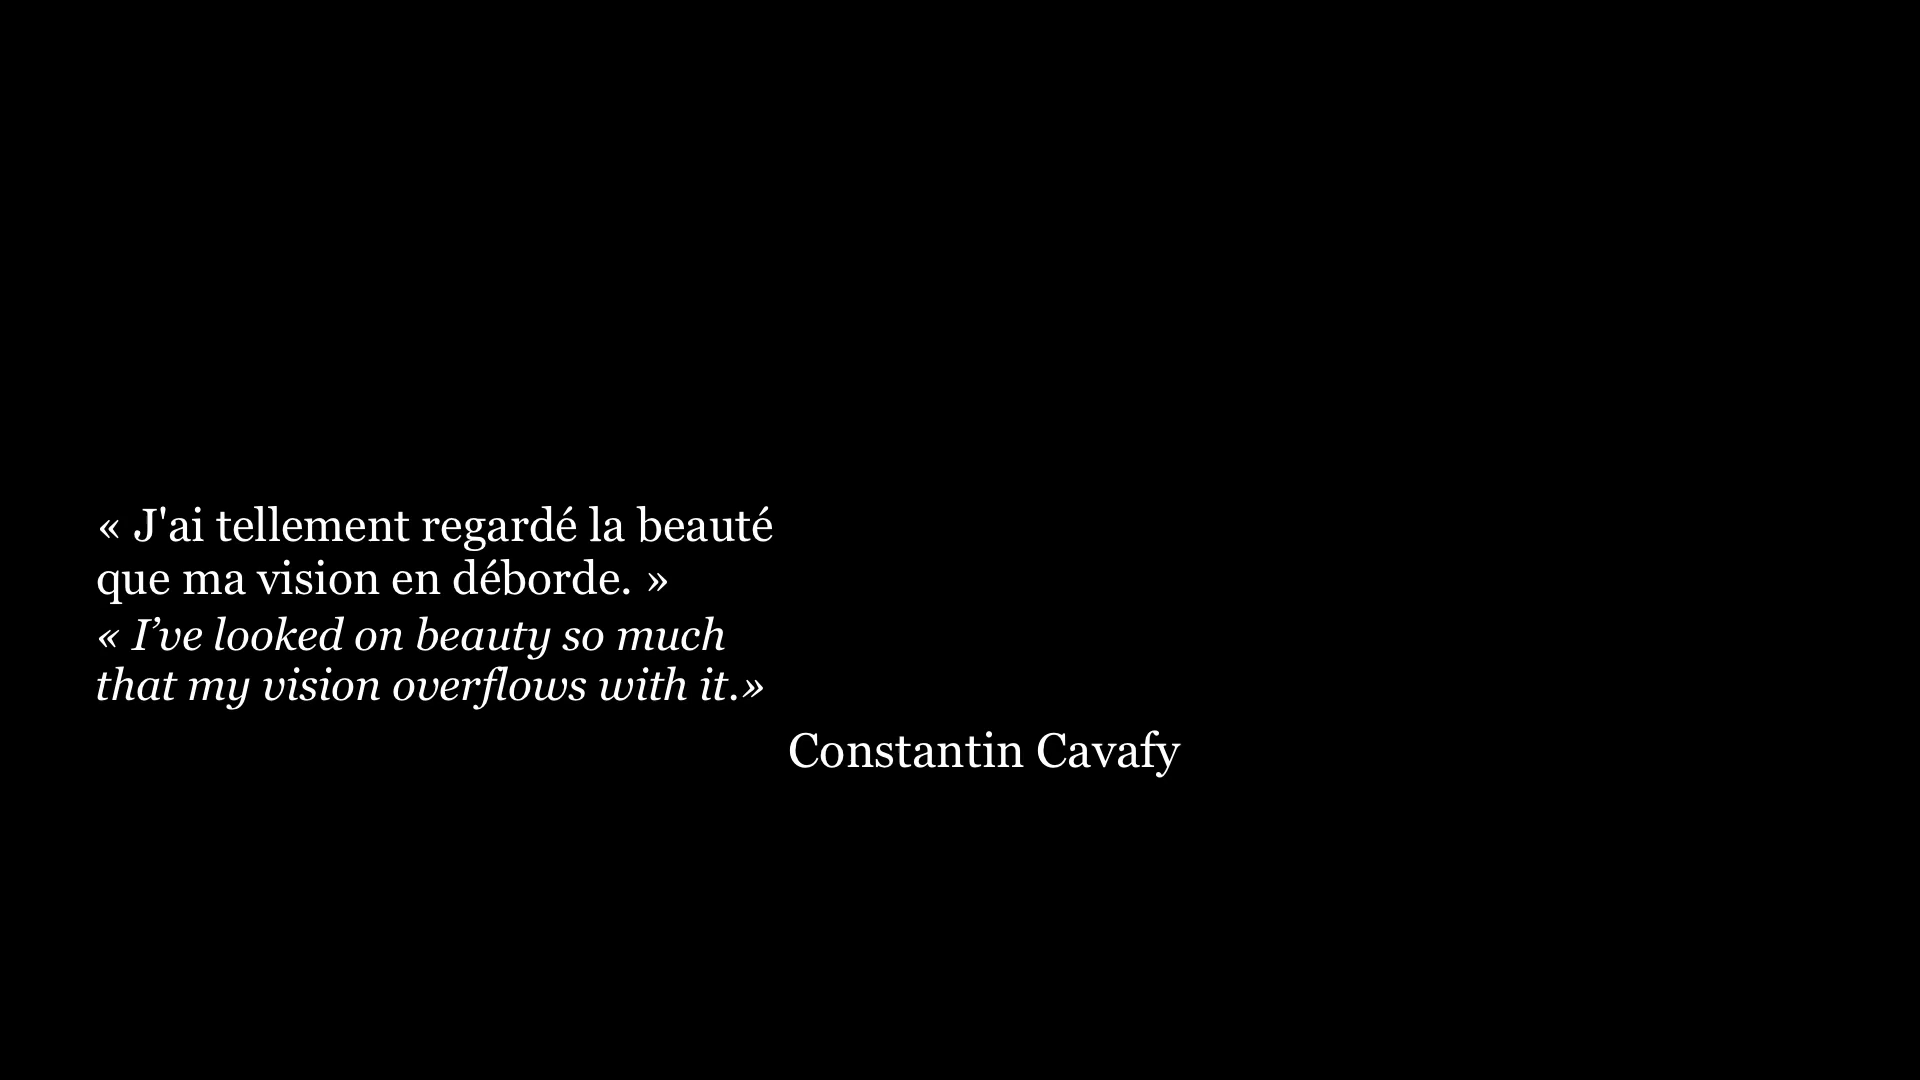 « J'ai tellement regardé la beauté
que ma vision en déborde. »
« I’ve looked on beauty so much
that my vision overflows with it.»
Constantin Cavafy